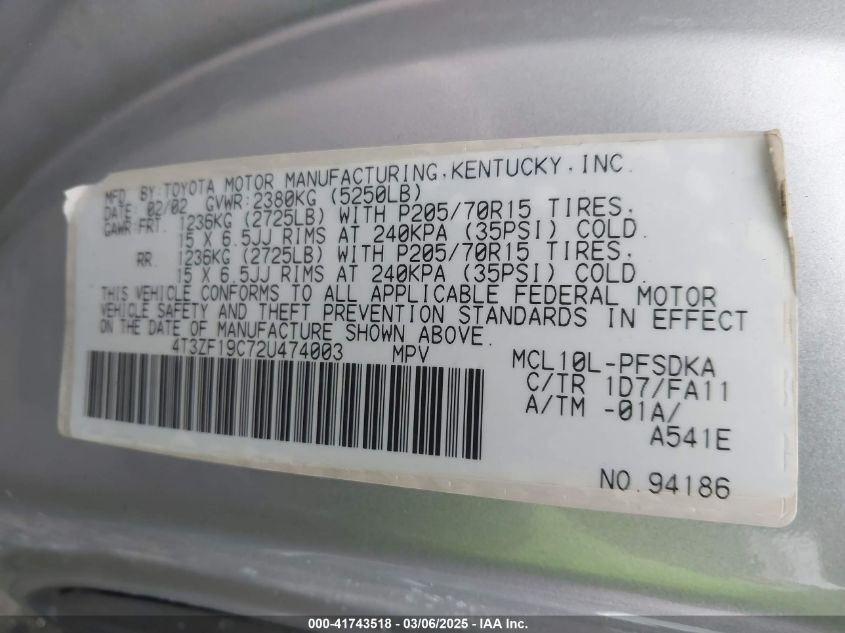 MFD. BY:TOYOTA MOTOR MANUFACTURING,KENTUCKY, INC.
DATE: 02/02 GVWR:2380KG (5250LB)
GAWR:FRT. 1236KG (2725LB) WITH P205/70R15 TIRES,
15 X 6.5JJ RIMS AT 240KPA (35PSI) COLD.
RR. 1236KG (2725LB) WITH P205/70R15 TIRES,
15 X 6.5JJ RIMS AT 240KPA (35PSI) COLD.
THIS VEHICLE CONFORMS TO ALL APPLICABLE FEDERAL MOTOR
VEHICLE SAFETY AND THEFT PREVENTION STANDARDS IN EFFECT
ON THE DATE OF MANUFACTURE SHOWN ABOVE.
4T3ZF19C72U474003 MPV
MCL10L-PFSDKA
C/TR 1D7/FA11
A/TM -01A/
A541E
NO.94186
000-41743518 - 03/06/2025 - IAA Inc.